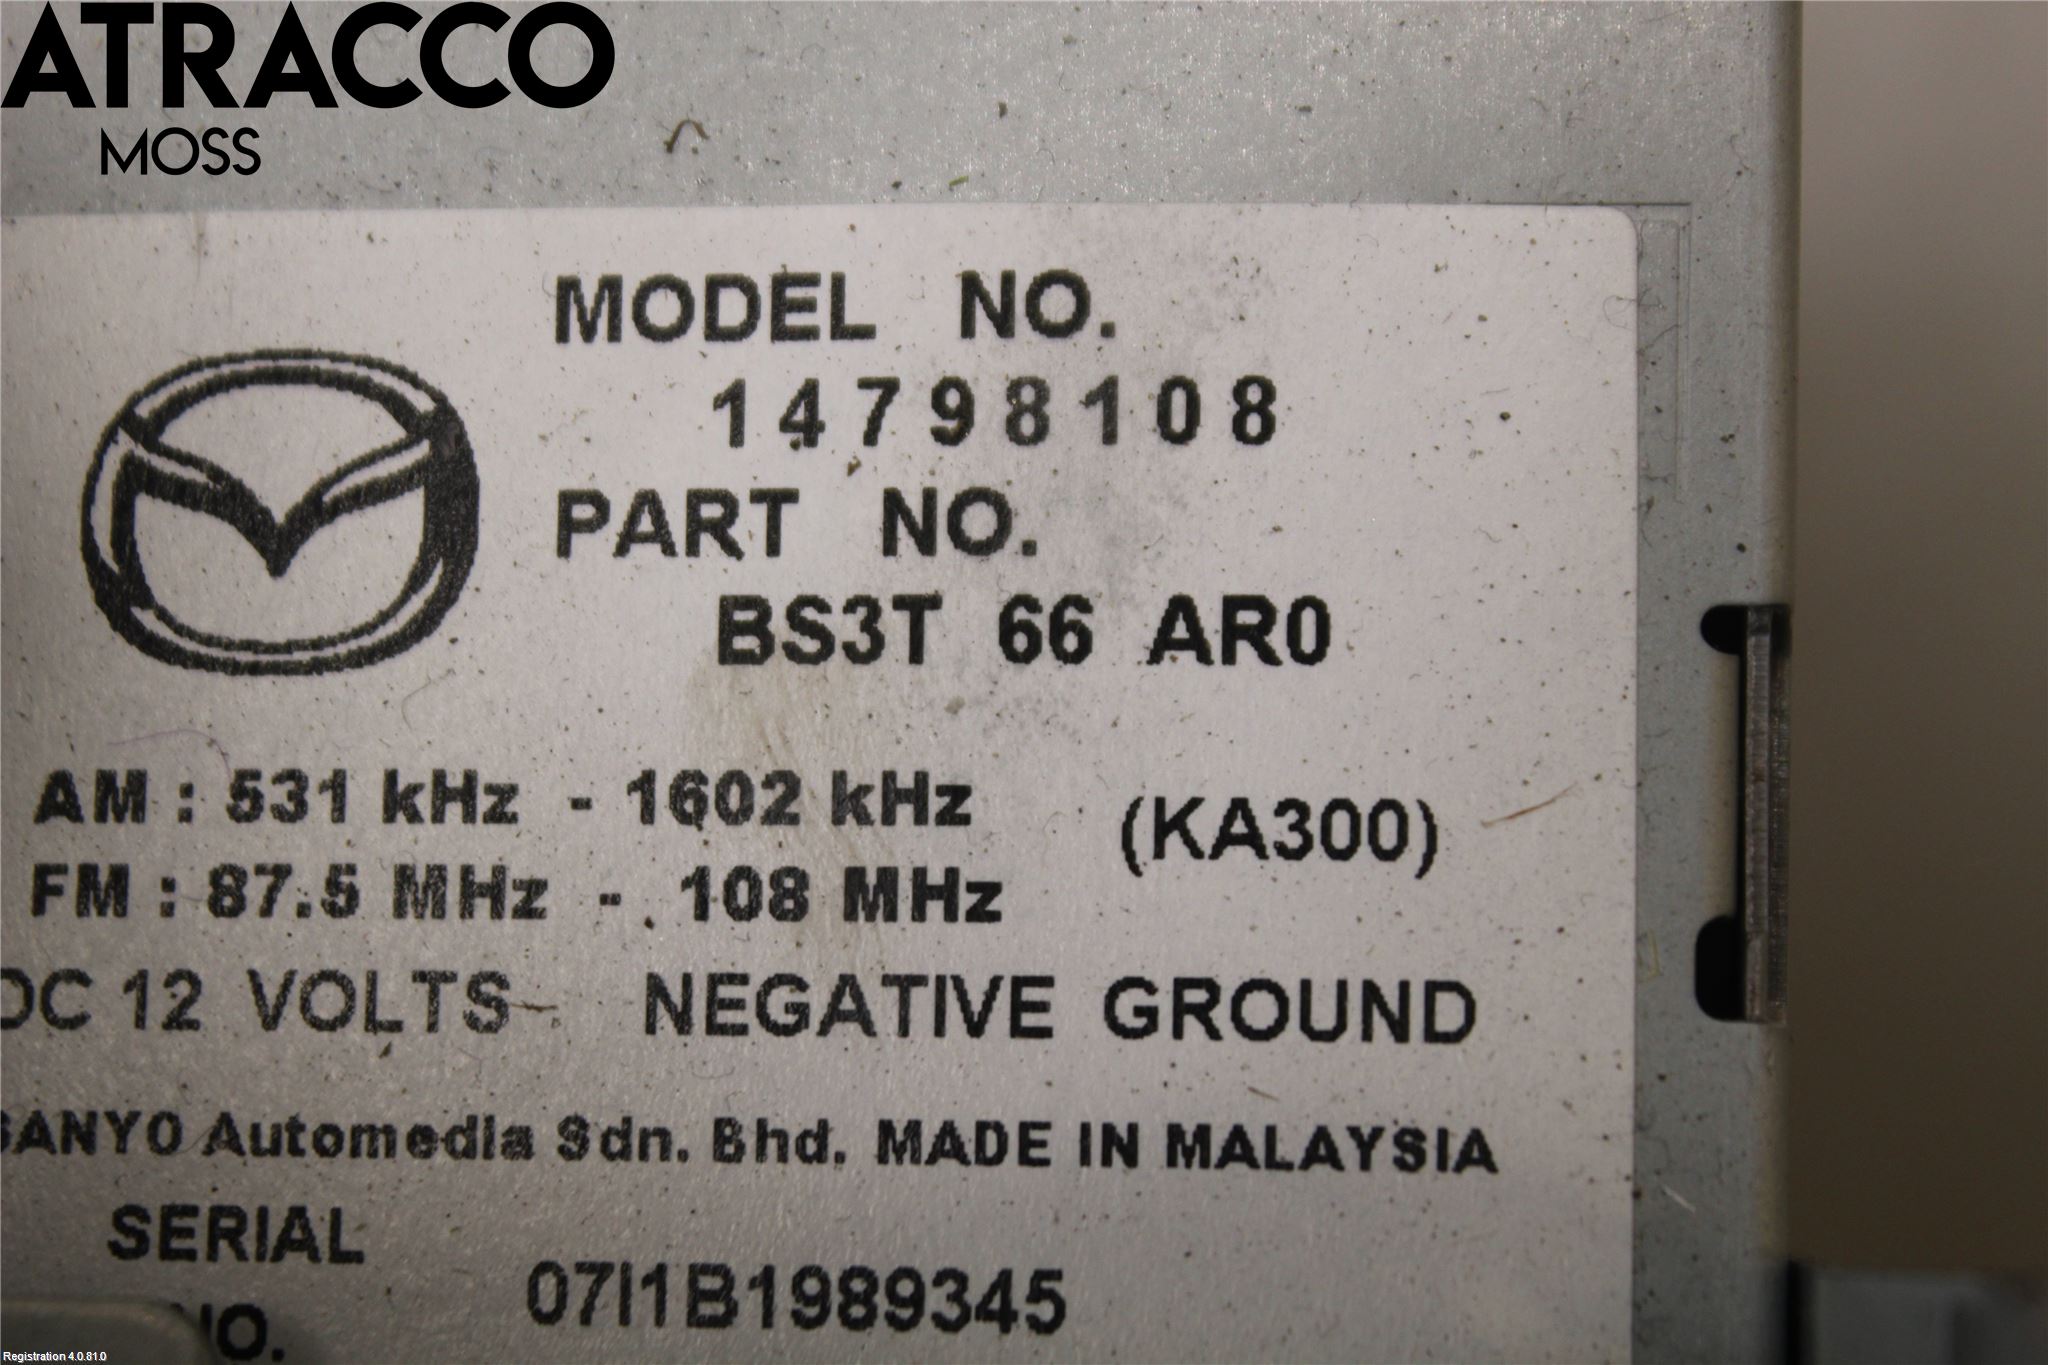 ATRACCO
MOSS
MODEL NO.
14798108
PART NO.
BS3T 66 AR0
AM : 531 kHz - 1602 kHz
(KA300)
FM : 87.5 MHz - 108 MHz
DC 12 VOLTS NEGATIVE GROUND
SANYO Automedia Sdn. Bhd. MADE IN MALAYSIA
SERIAL
NO.
07I1B1989345
Registration 4.0.81.0